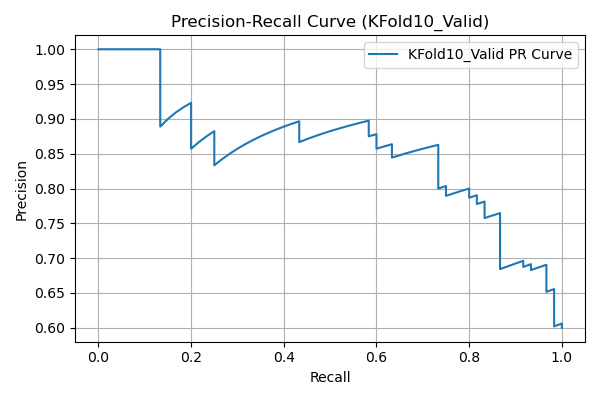 Precision-Recall Curve (KFold10_Valid)
KFold10_Valid PR Curve
Precision
1.00
0.95
0.90
0.85
0.80
0.75
0.70
0.65
0.60
0.0 0.2 0.4 0.6 0.8 1.0
Recall